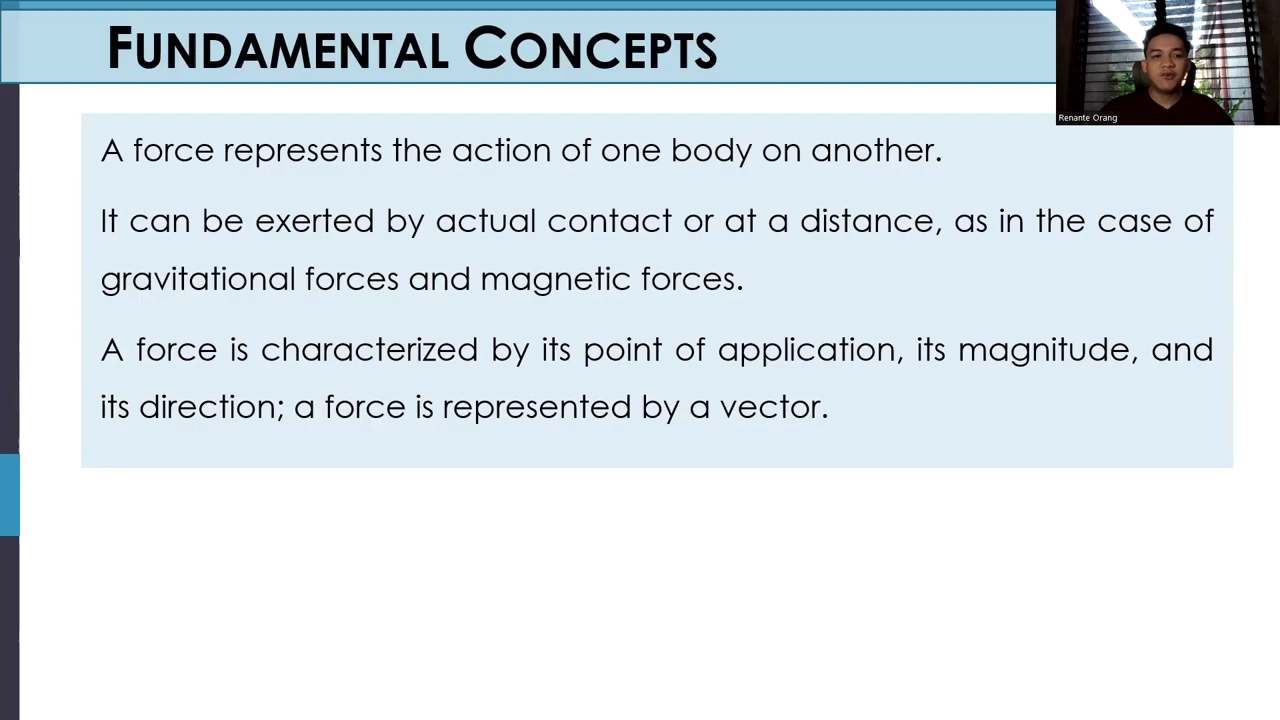 FUNDAMENTAL CONCEPTS
Renante Orang
A force represents the action of one body on another.
It can be exerted by actual contact or at a distance, as in the case of
gravitational forces and magnetic forces.
A force is characterized by its point of application, its magnitude, and
its direction; a force is represented by a vector.